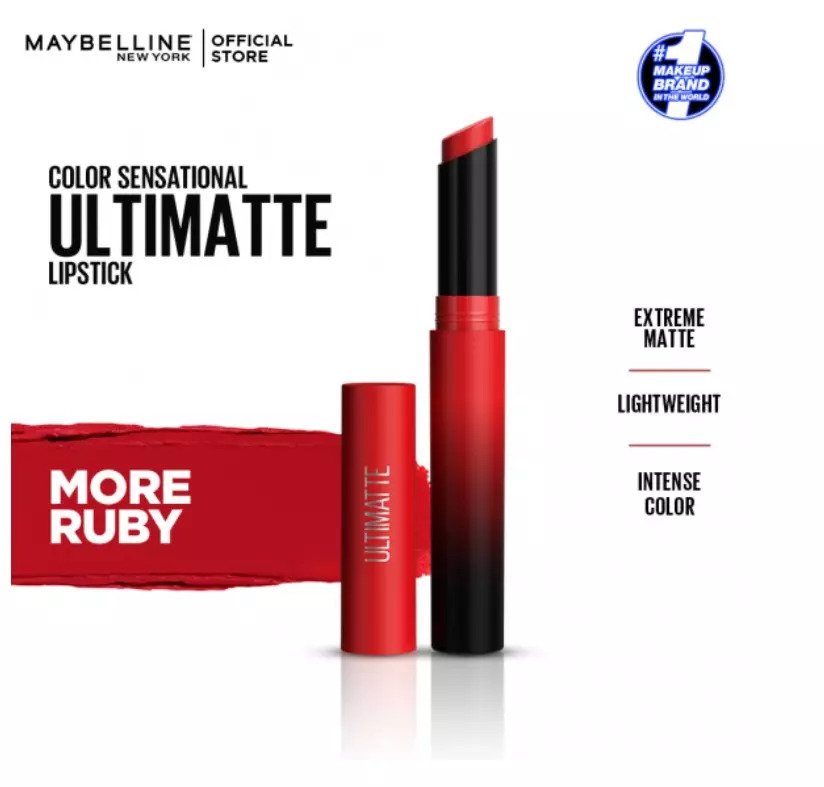 MAYBELLINE
NEW YORK
OFFICIAL
STORE
#1
MAKEUP
BRAND
IN THE WORLD
COLOR SENSATIONAL
ULTIMATTE
LIPSTICK
EXTREME
MATTE
LIGHTWEIGHT
INTENSE
COLOR
MORE
RUBY
ULTIMATTE